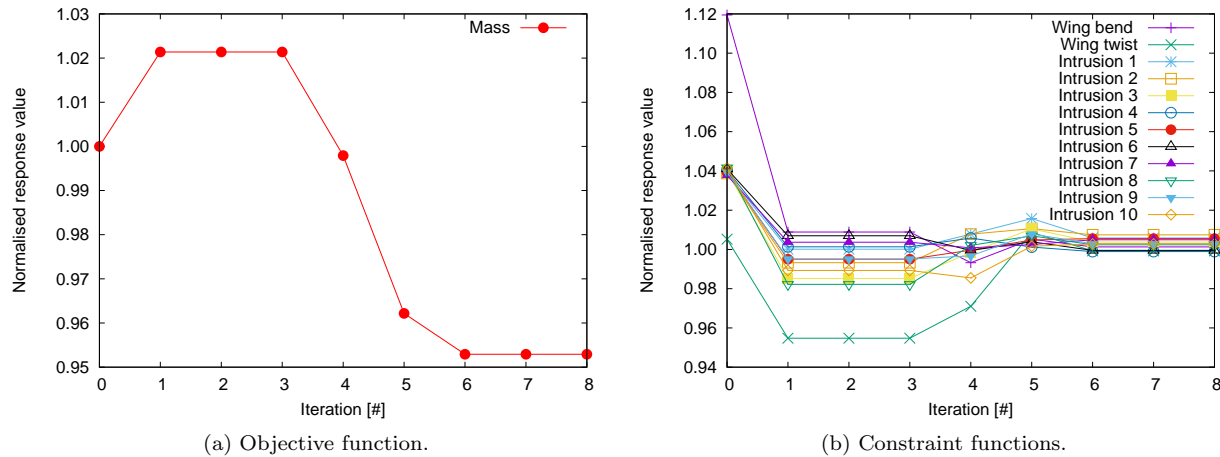 1.03
1.02
1.01
1.00
0.99
0.98
0.97
0.96
0.95
0
1
2
3
4
5
6
7
8
Normalised response value
Iteration [#]
Mass
(a) Objective function.
1.12
1.10
1.08
1.06
1.04
1.02
1.00
0.98
0.96
0.94
0
1
2
3
4
5
6
7
8
Normalised response value
Iteration [#]
Wing bend
Wing twist
Intrusion 1
Intrusion 2
Intrusion 3
Intrusion 4
Intrusion 5
Intrusion 6
Intrusion 7
Intrusion 8
Intrusion 9
Intrusion 10
(b) Constraint functions.